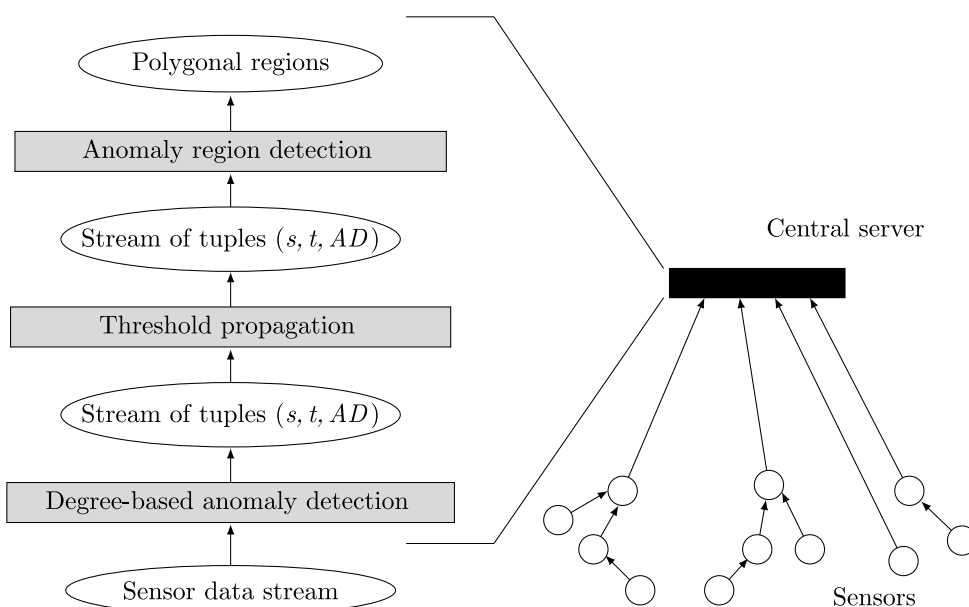 Polygonal regions
Anomaly region detection
Stream of tuples (s, t, AD)
Central server
Threshold propagation
Stream of tuples (s, t, AD)
Degree-based anomaly detection
Sensor data stream
Sensors